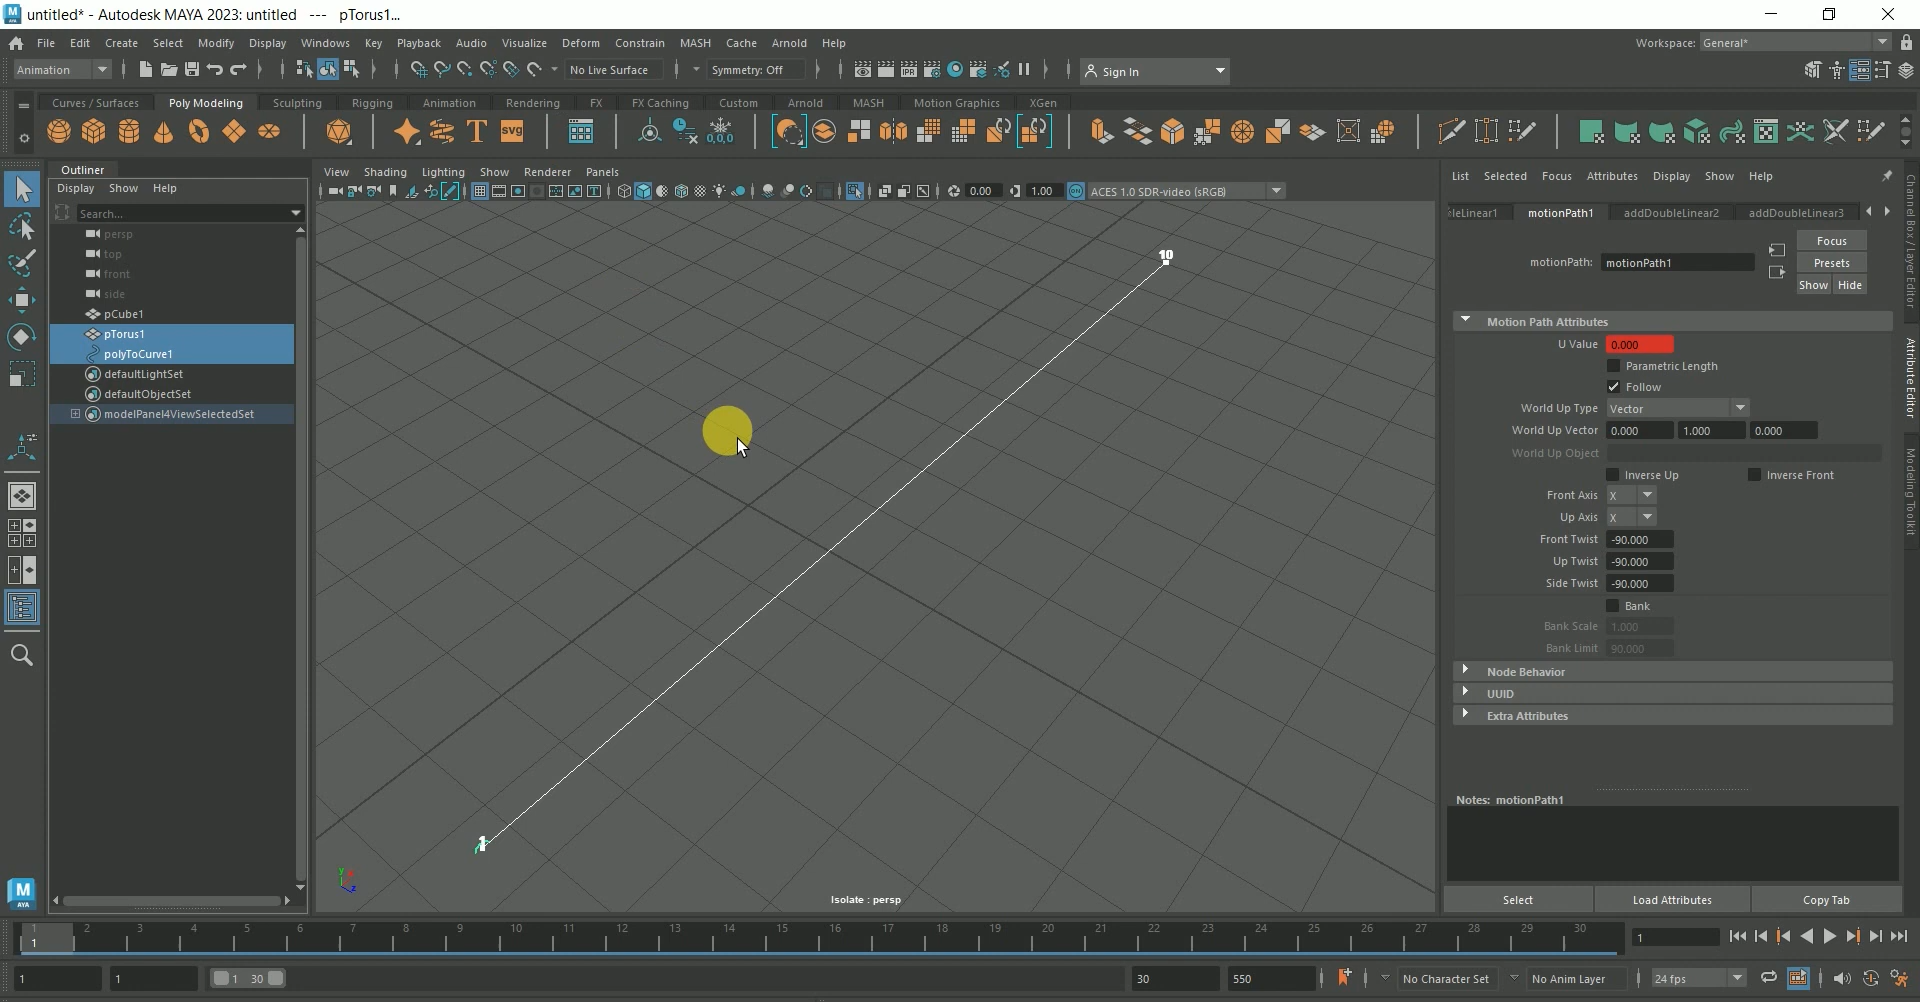 untitled* - Autodesk MAYA 2023: untitled --- pTorus1...
File Edit Create Select Modify Display Windows Key Playback Audio Visualize Deform Constrain MASH Cache Arnold Help
Workspace: General*
Animation
No Live Surface
Symmetry: Off
Sign In
Curves / Surfaces Poly Modeling Sculpting Rigging Animation Rendering FX FX Caching Custom Arnold MASH Motion Graphics XGen
Outliner
Display Show Help
Search...
persp
top
front
side
pCube1
pTorus1
polyToCurve1
defaultLightSet
defaultObjectSet
modelPanel4ViewSelectedSet
View Shading Lighting Show Renderer Panels
0.00
1.00
ACES 1.0 SDR-video (sRGB)
10
1
Isolate : persp
List Selected Focus Attributes Display Show Help
leLinear1 motionPath1 addDoubleLinear2 addDoubleLinear3
motionPath: motionPath1
Focus
Presets
Show Hide
Motion Path Attributes
U Value 0.000
Parametric Length
Follow
World Up Type Vector
World Up Vector 0.000 1.000 0.000
World Up Object
Inverse Up Inverse Front
Front Axis X
Up Axis X
Front Twist -90.000
Up Twist -90.000
Side Twist -90.000
Bank
Bank Scale 1.000
Bank Limit 90.000
Node Behavior
UUID
Extra Attributes
Notes: motionPath1
Select Load Attributes Copy Tab
Channel Box / Layer Editor
Attribute Editor
Modeling Toolkit
1 2 3 4 5 6 7 8 9 10 11 12 13 14 15 16 17 18 19 20 21 22 23 24 25 26 27 28 29 30
1
1
1 1 1 30 30 550 No Character Set No Anim Layer 24 fps